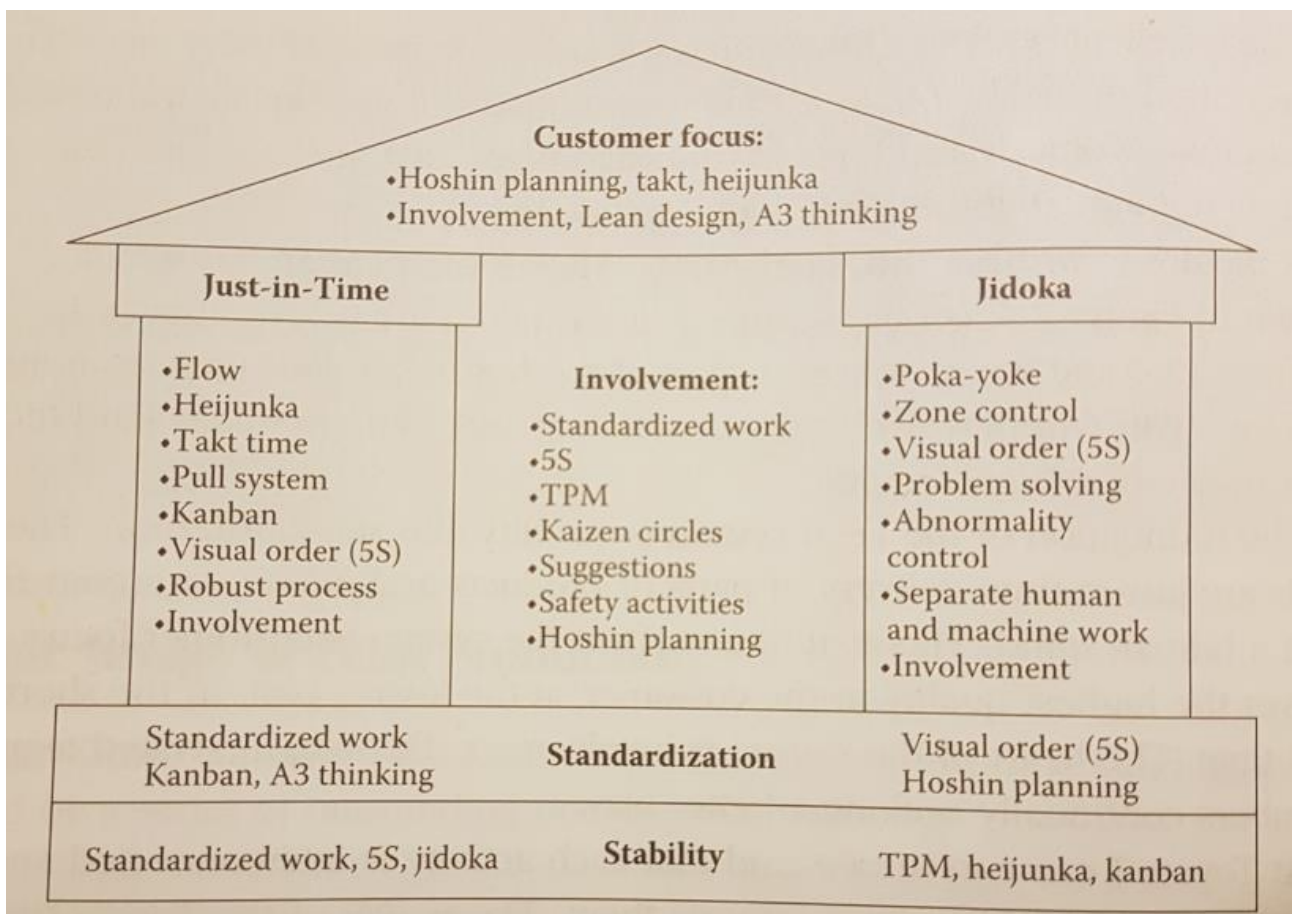 Customer focus:
•Hoshin planning, takt, heijunka
•Involvement, Lean design, A3 thinking
Just-in-Time
•Flow
•Heijunka
•Takt time
•Pull system
•Kanban
•Visual order (5S)
•Robust process
•Involvement
Involvement:
•Standardized work
•5S
•TPM
•Kaizen circles
•Suggestions
•Safety activities
•Hoshin planning
Jidoka
•Poka-yoke
•Zone control
•Visual order (5S)
•Problem solving
•Abnormality
control
•Separate human
and machine work
•Involvement
Standardized work
Kanban, A3 thinking
Standardization
Visual order (5S)
Hoshin planning
Standardized work, 5S, jidoka
Stability
TPM, heijunka, kanban